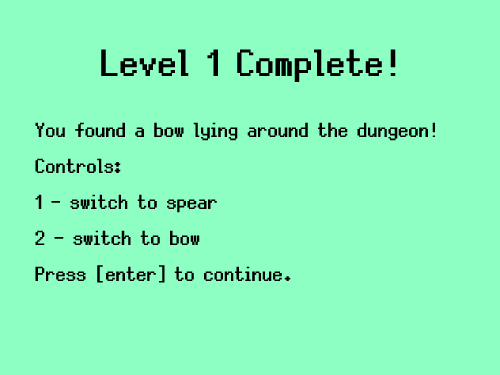 Level 1 Complete!
You found a bow lying around the dungeon!
Controls:
1 - switch to spear
2 - switch to bow
Press [enter] to continue.